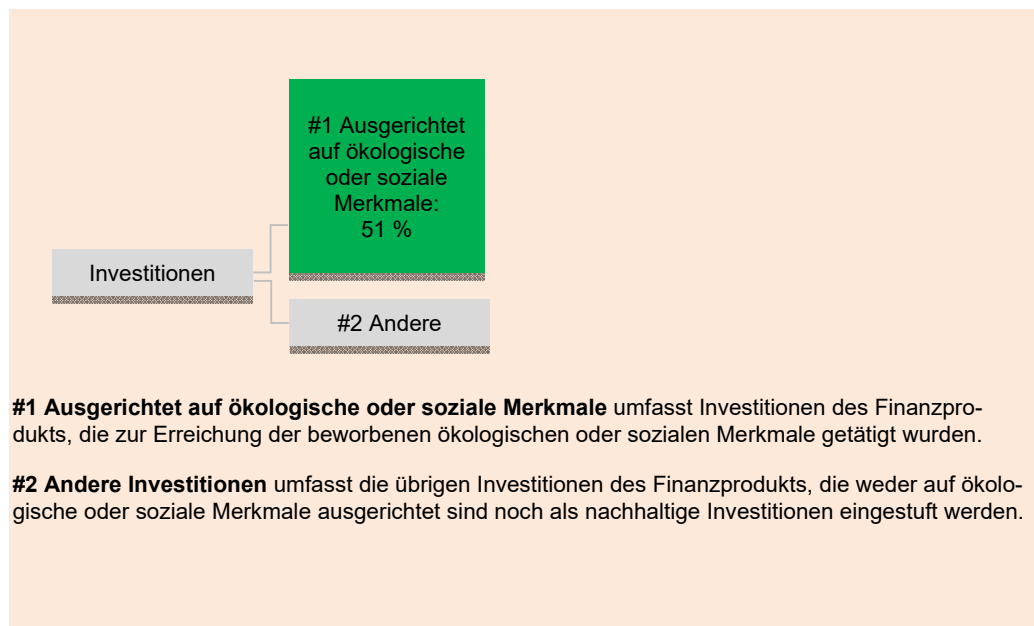 #1 Ausgerichtet
auf ökologische
oder soziale
Merkmale:
51 %
Investitionen
#2 Andere
#1 Ausgerichtet auf ökologische oder soziale Merkmale umfasst Investitionen des Finanzpro-
dukts, die zur Erreichung der beworbenen ökologischen oder sozialen Merkmale getätigt wurden.
#2 Andere Investitionen umfasst die übrigen Investitionen des Finanzprodukts, die weder auf ökolo-
gische oder soziale Merkmale ausgerichtet sind noch als nachhaltige Investitionen eingestuft werden.